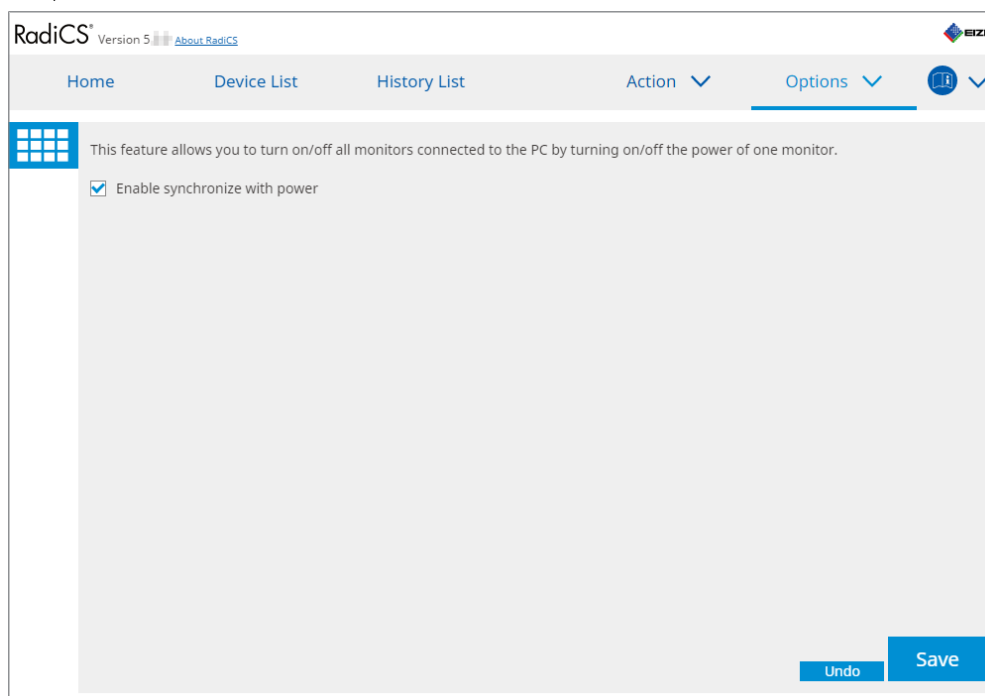 RadiCS® Version 5. About RadiCS
EIZ
Home Device List History List Action Options
This feature allows you to turn on/off all monitors connected to the PC by turning on/off the power of one monitor.
Enable synchronize with power
Save
Undo